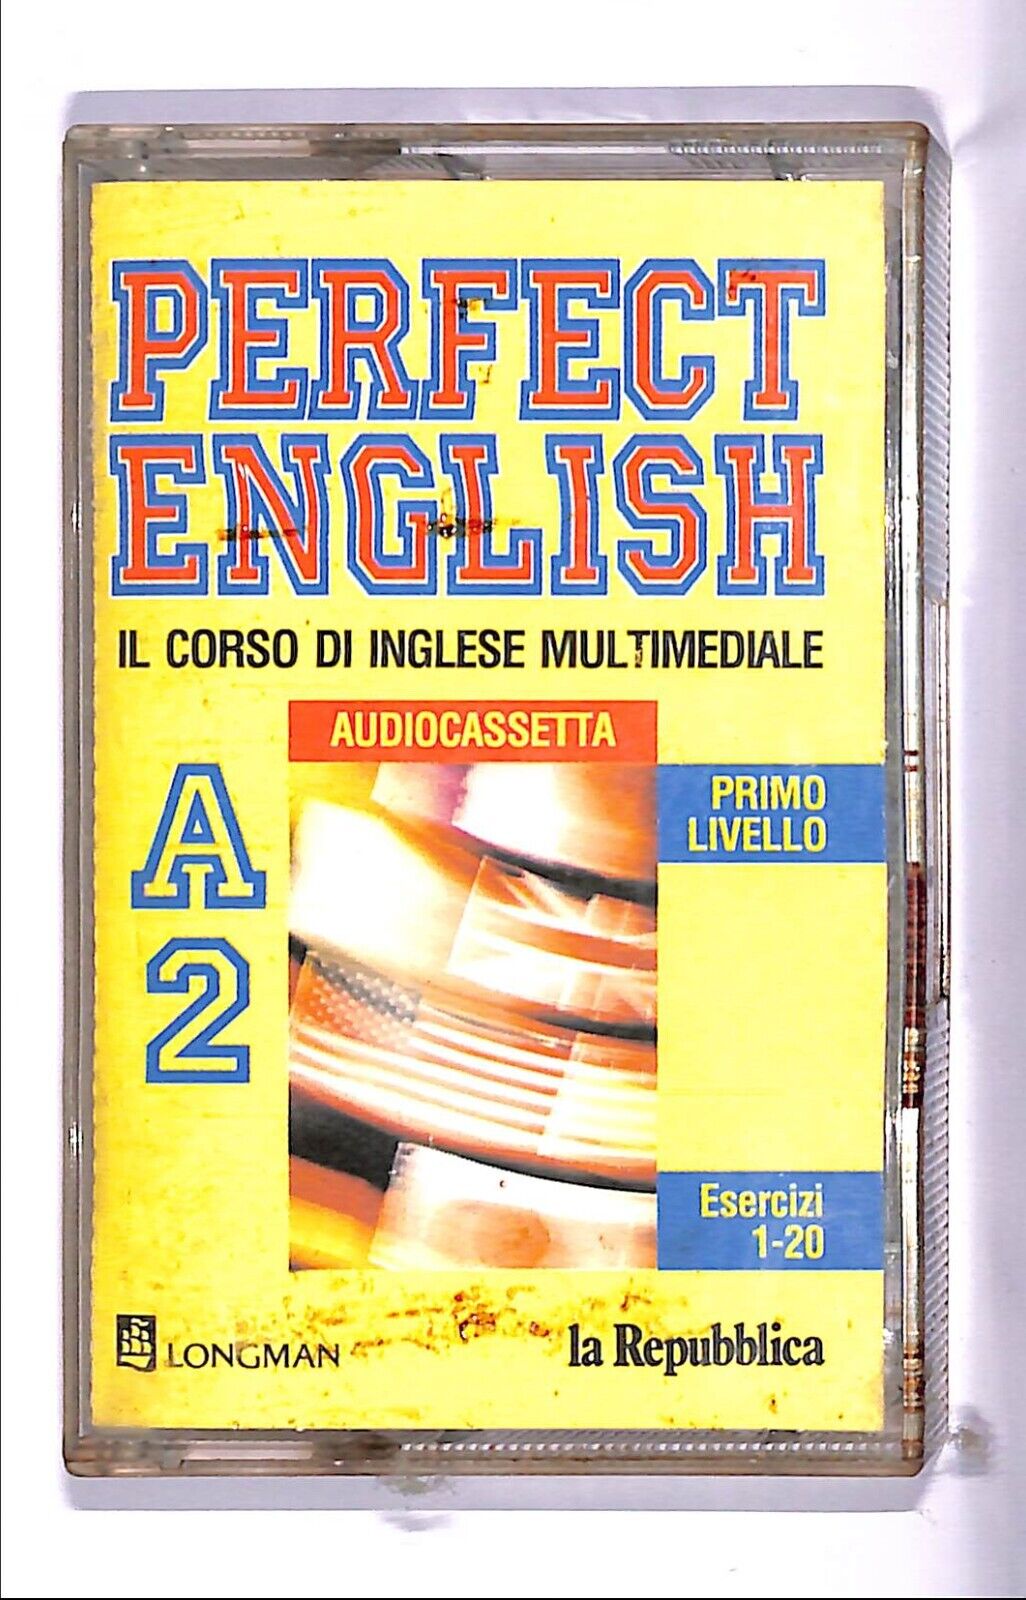 PERFECT
ENGLISH
IL CORSO DI INGLESE MULTIMEDIALE
AUDIOCASSETTA
A
2
PRIMO
LIVELLO
Esercizi
1-20
LONGMAN
la Repubblica